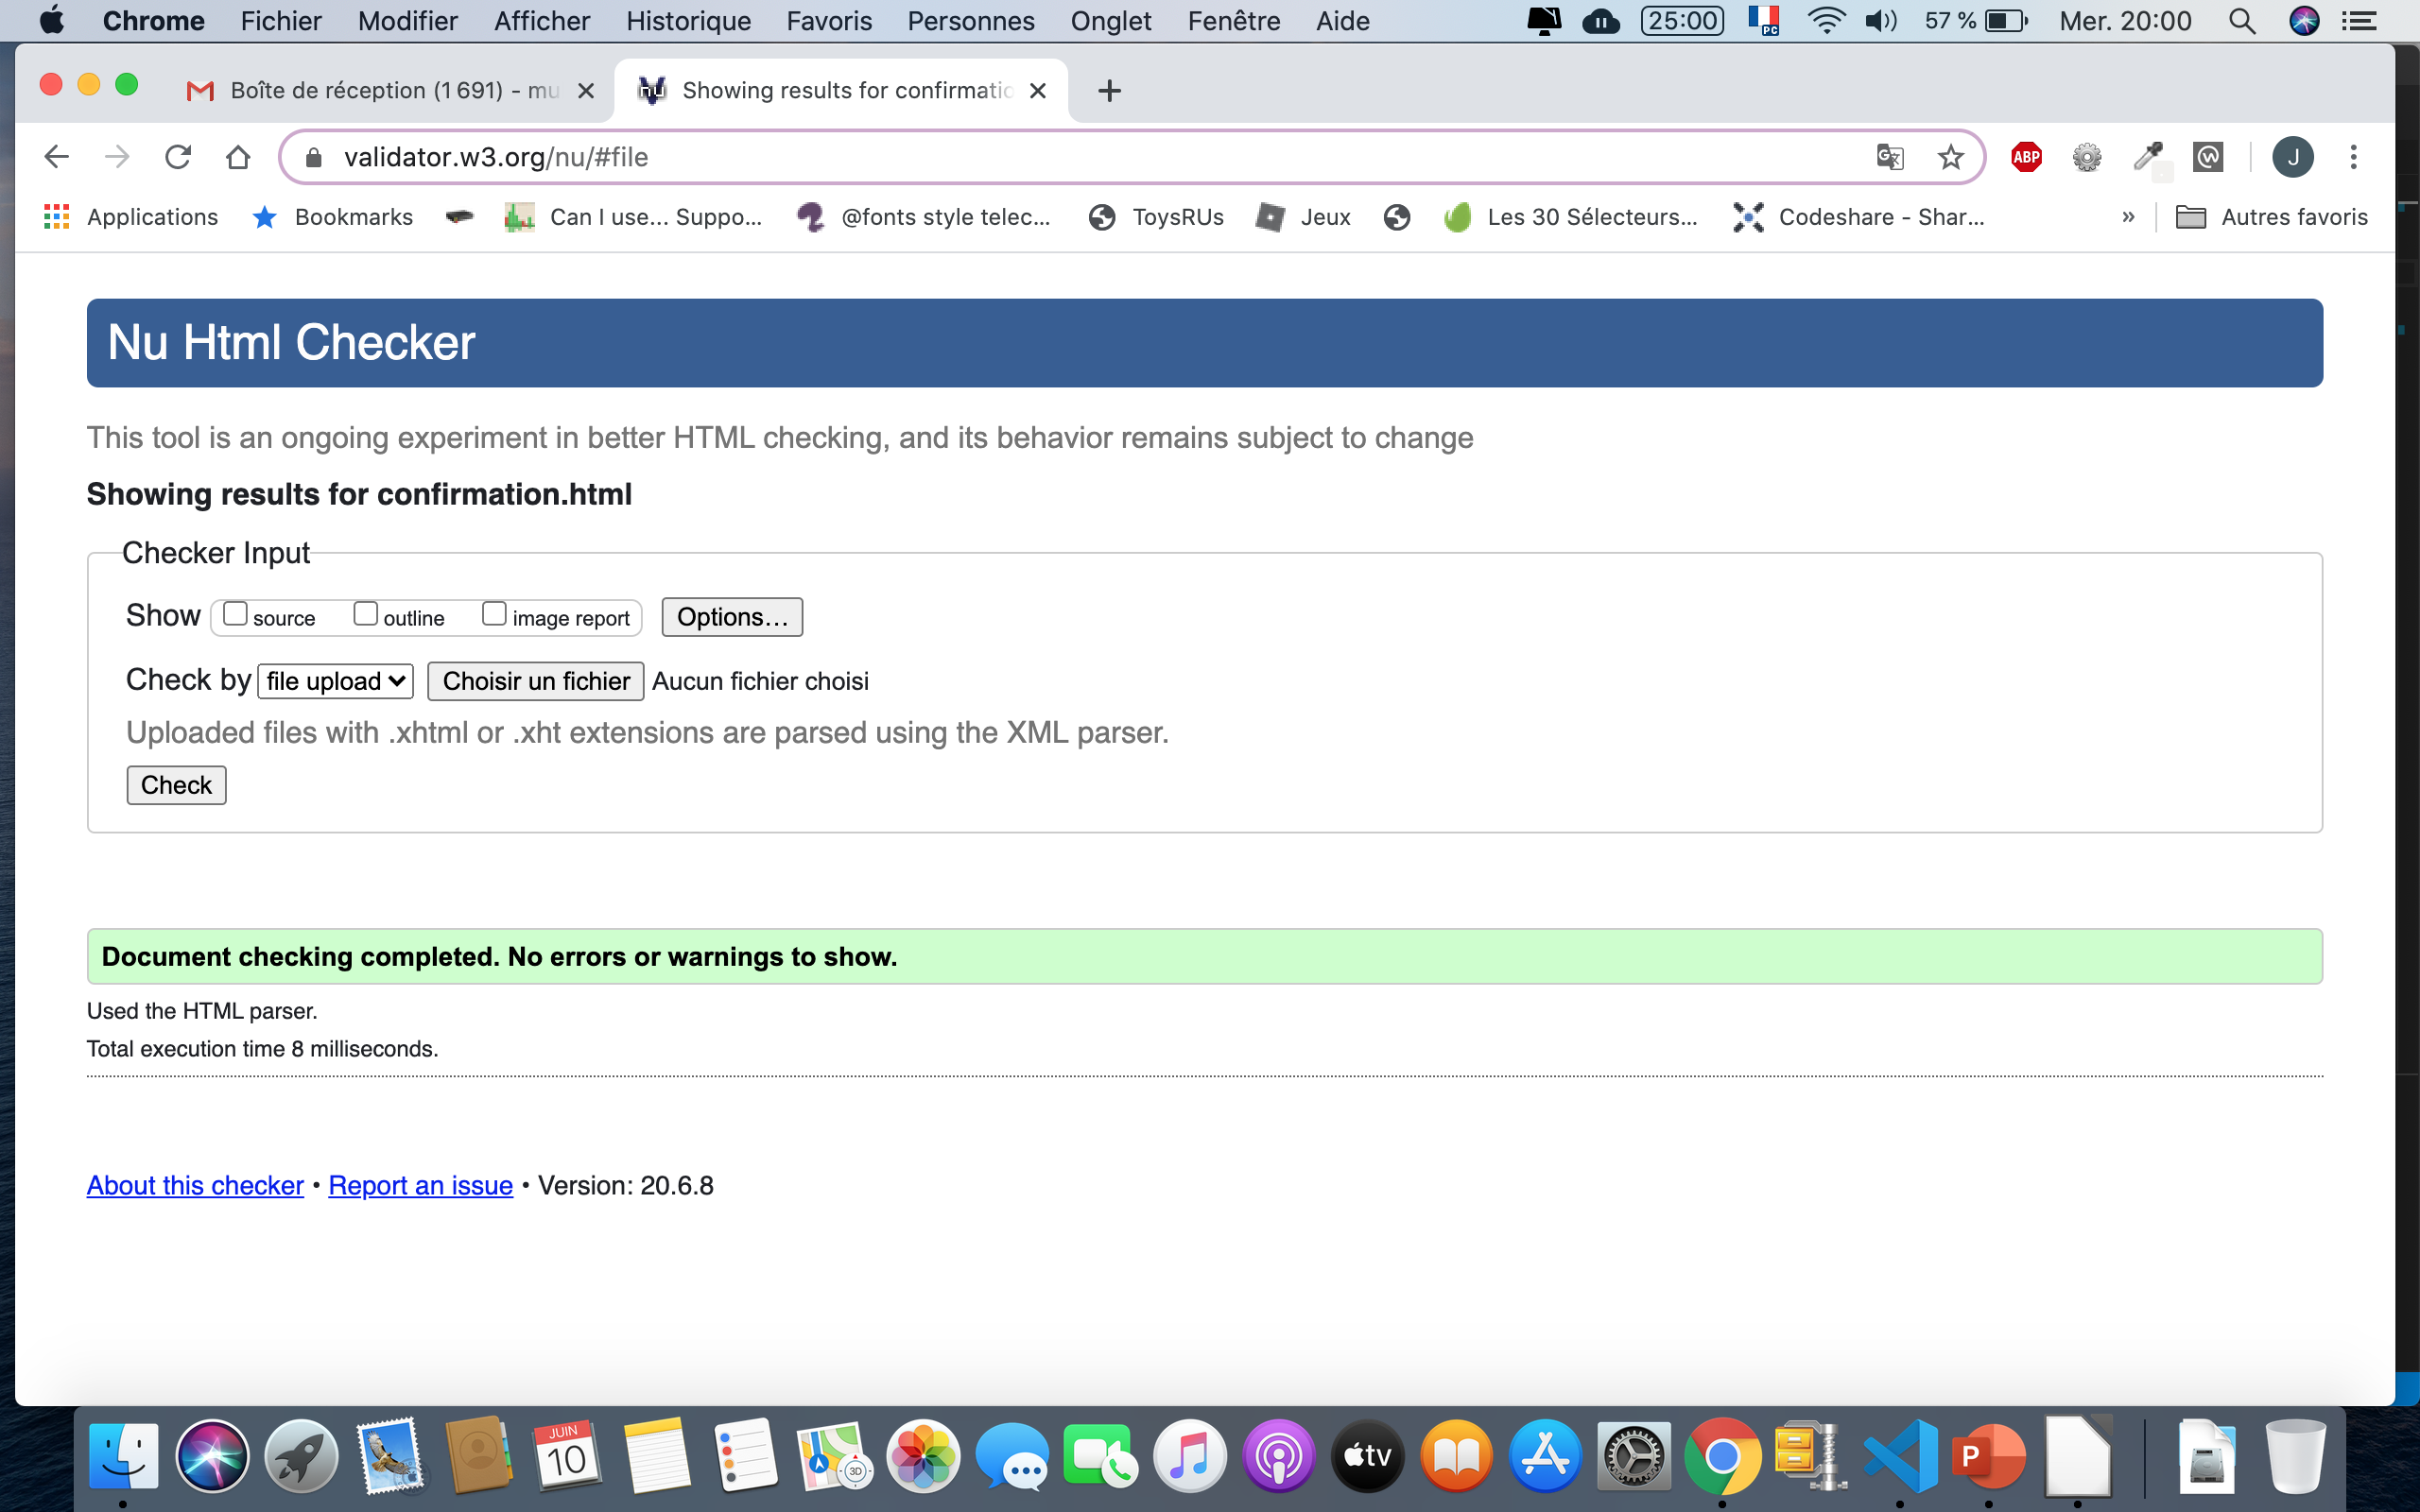 Chrome Fichier Modifier Afficher Historique Favoris Personnes Onglet Fenêtre Aide 25:00 PC 57 % Mer. 20:00
Boîte de réception (1 691) - mu
nu Showing results for confirmatio
validator.w3.org/nu/#file ABP J
Applications Bookmarks Can I use... Suppo... @fonts style telec... ToysRUs Jeux Les 30 Sélecteurs... Codeshare - Shar... » Autres favoris
Nu Html Checker
This tool is an ongoing experiment in better HTML checking, and its behavior remains subject to change
Showing results for confirmation.html
Checker Input
Show source outline image report Options...
Check by file upload Choisir un fichier Aucun fichier choisi
Uploaded files with .xhtml or .xht extensions are parsed using the XML parser.
Check
Document checking completed. No errors or warnings to show.
Used the HTML parser.
Total execution time 8 milliseconds.
About this checker • Report an issue • Version: 20.6.8
JUIN
10
3D
tv
P